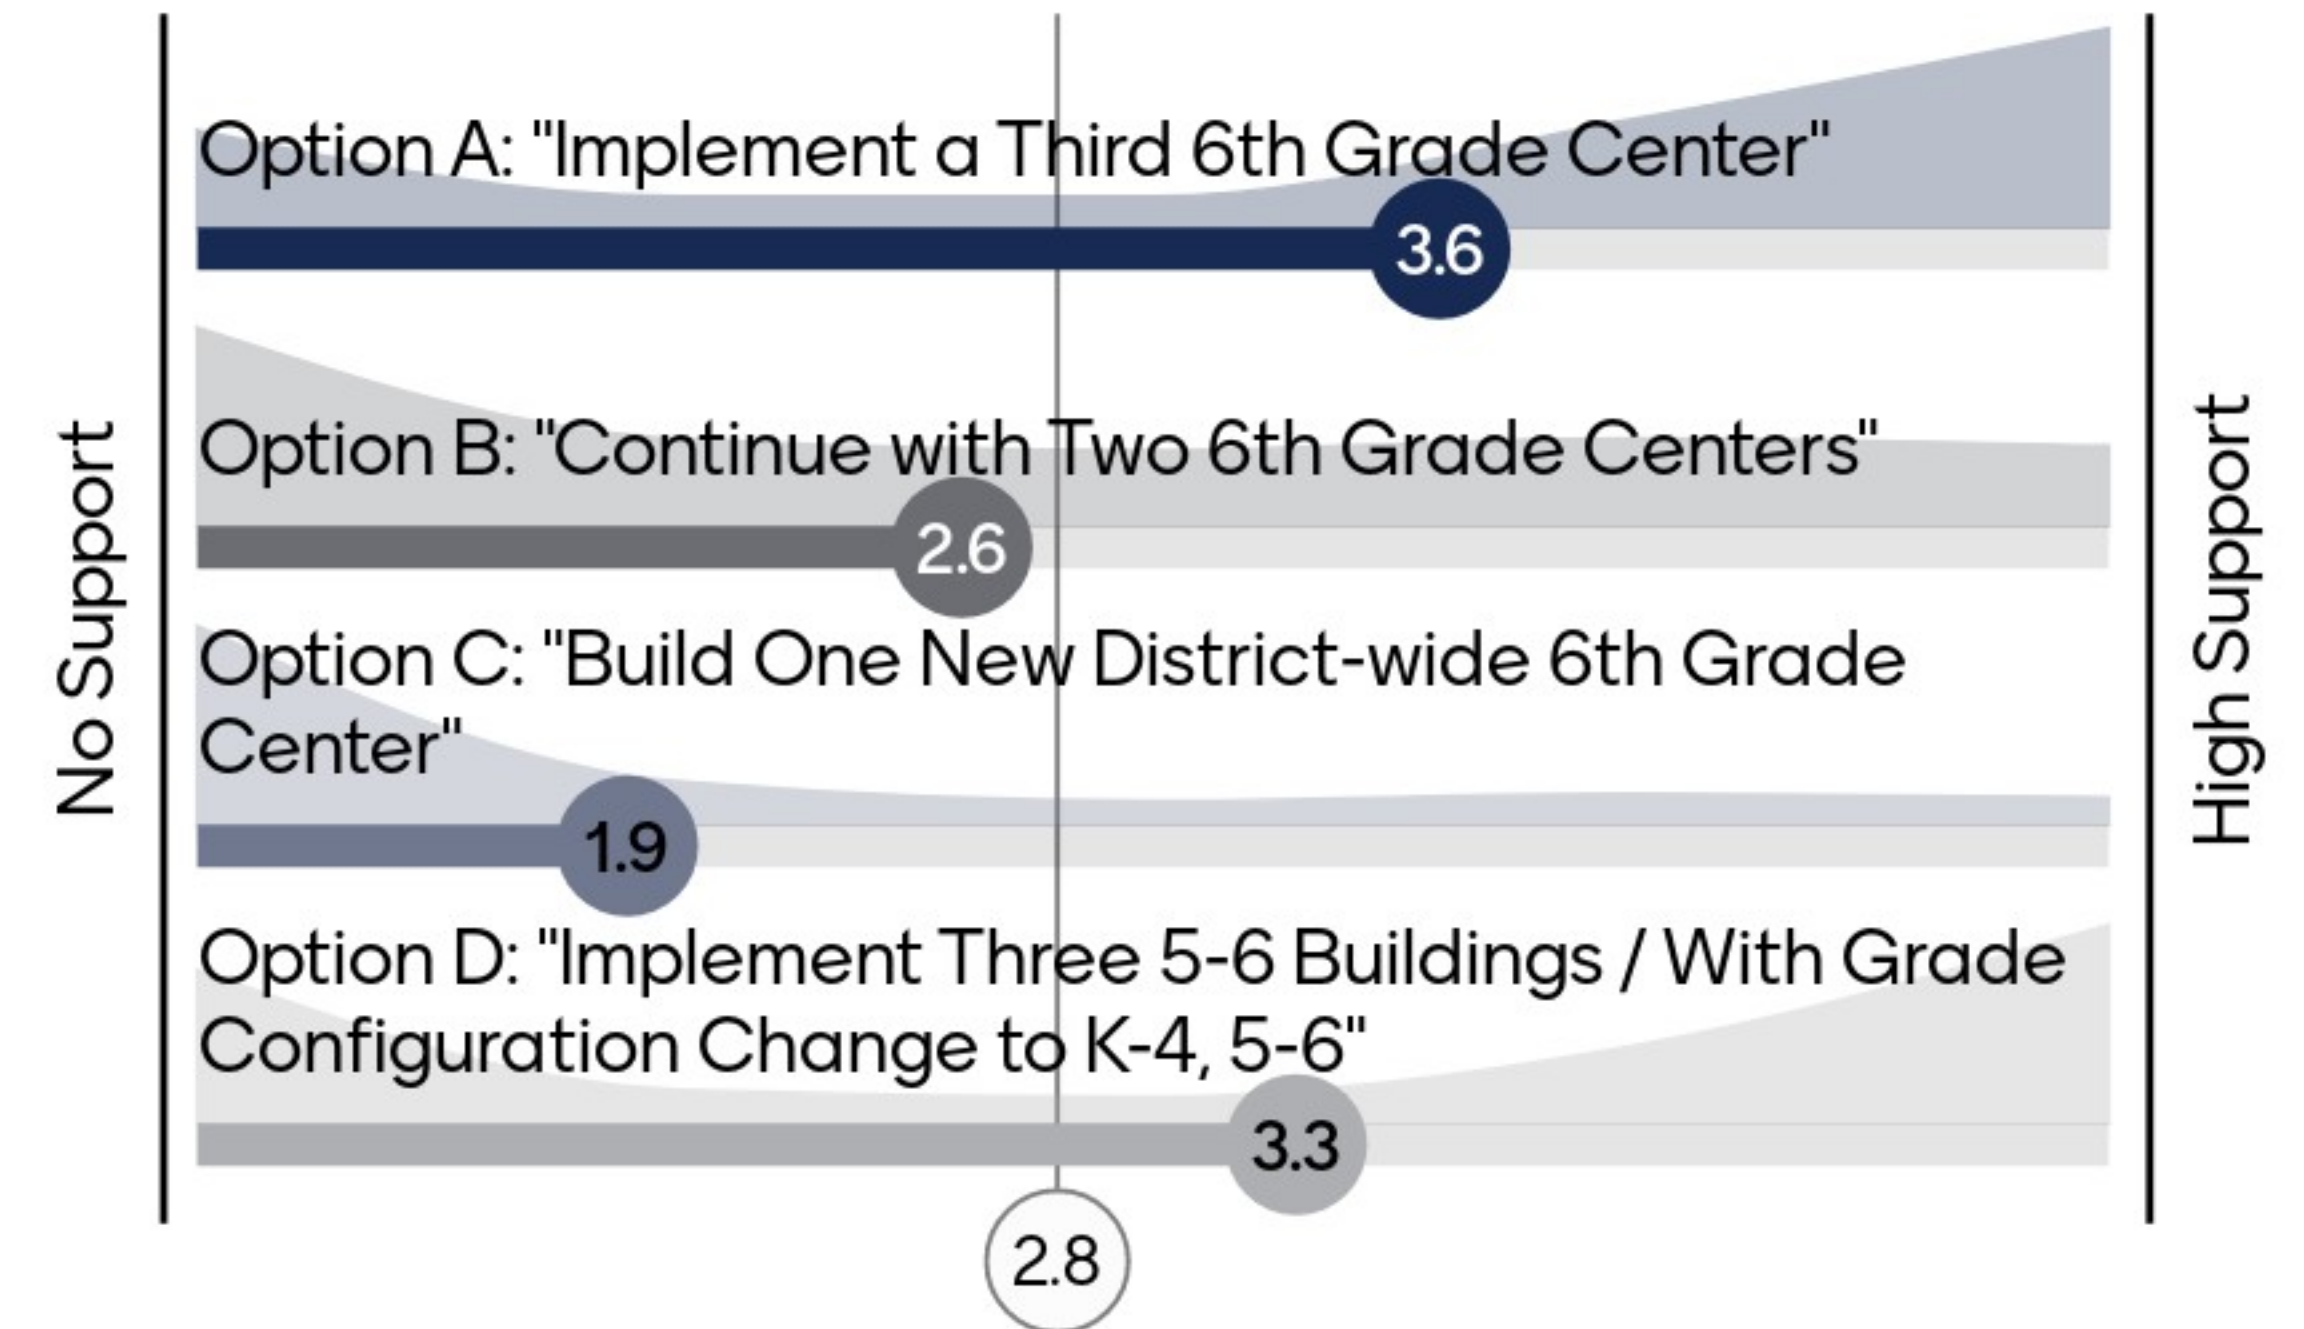 Option A: "Implement a Third 6th Grade Center"
3.6
Option B: "Continue with Two 6th Grade Centers"
2.6
Option C: "Build One New District-wide 6th Grade
Center"
1.9
Option D: "Implement Three 5-6 Buildings / With Grade
Configuration Change to K-4, 5-6"
3.3
2.8
No Support
High Support